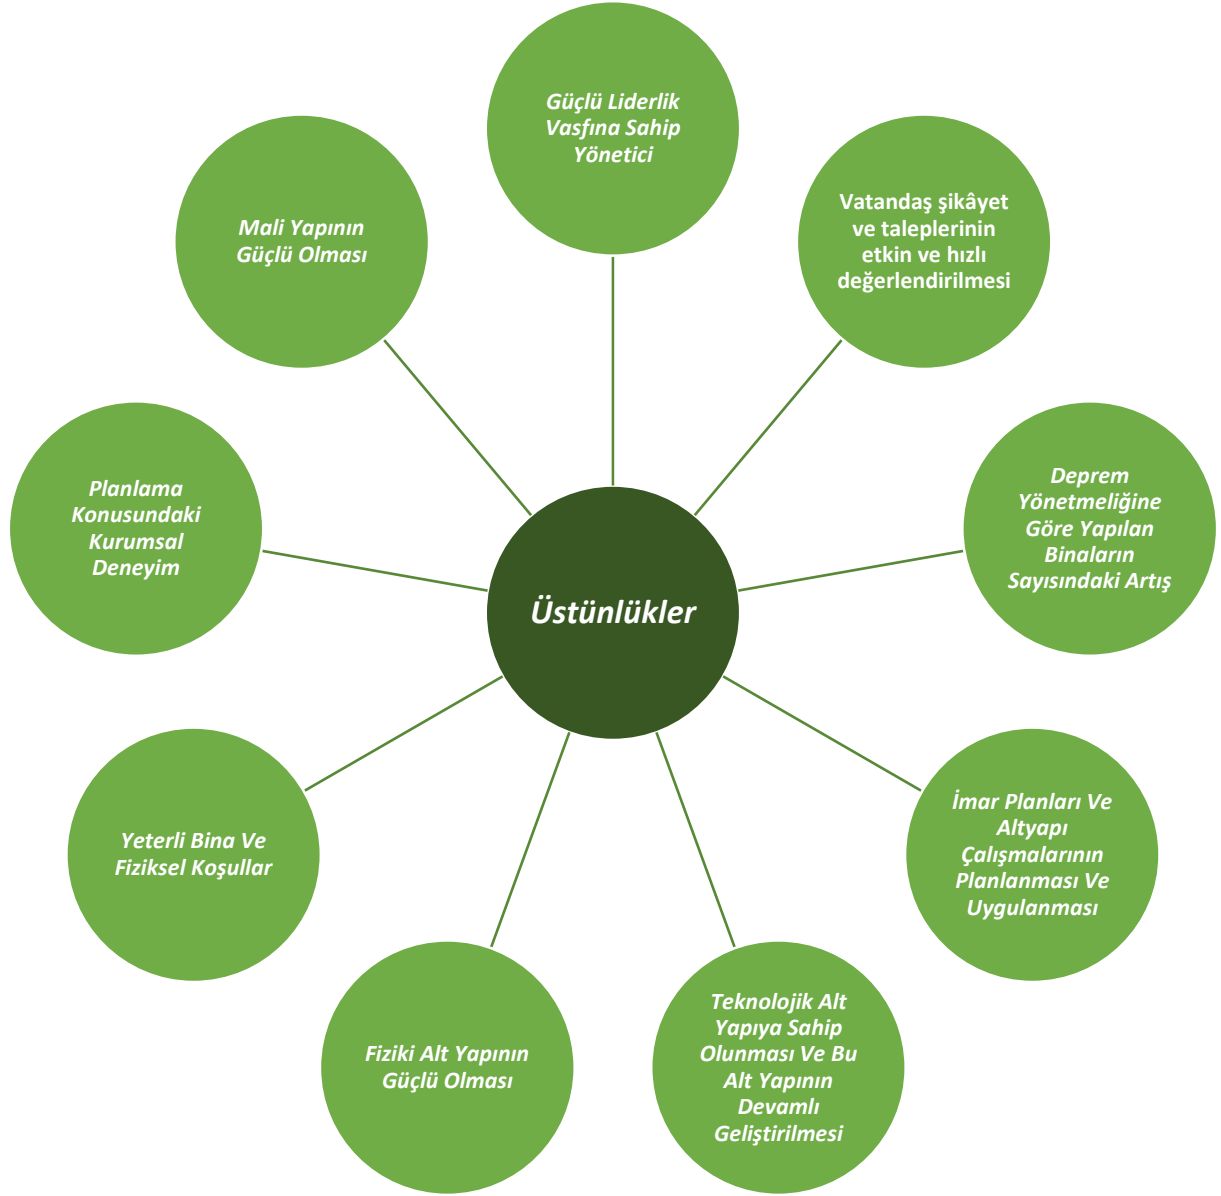 Güçlü Liderlik
Vasfına Sahip
Yönetici
Vatandaş şikâyet
ve taleplerinin
etkin ve hızlı
değerlendirilmesi
Deprem
Yönetmeliğine
Göre Yapılan
Binaların
Sayısındaki Artış
İmar Planları Ve
Altyapı
Çalışmalarının
Planlanması Ve
Uygulanması
Teknolojik Alt
Yapıya Sahip
Olunması Ve Bu
Alt Yapının
Devamlı
Geliştirilmesi
Fiziki Alt Yapının
Güçlü Olması
Yeterli Bina Ve
Fiziksel Koşullar
Planlama
Konusundaki
Kurumsal
Deneyim
Mali Yapının
Güçlü Olması
Üstünlükler